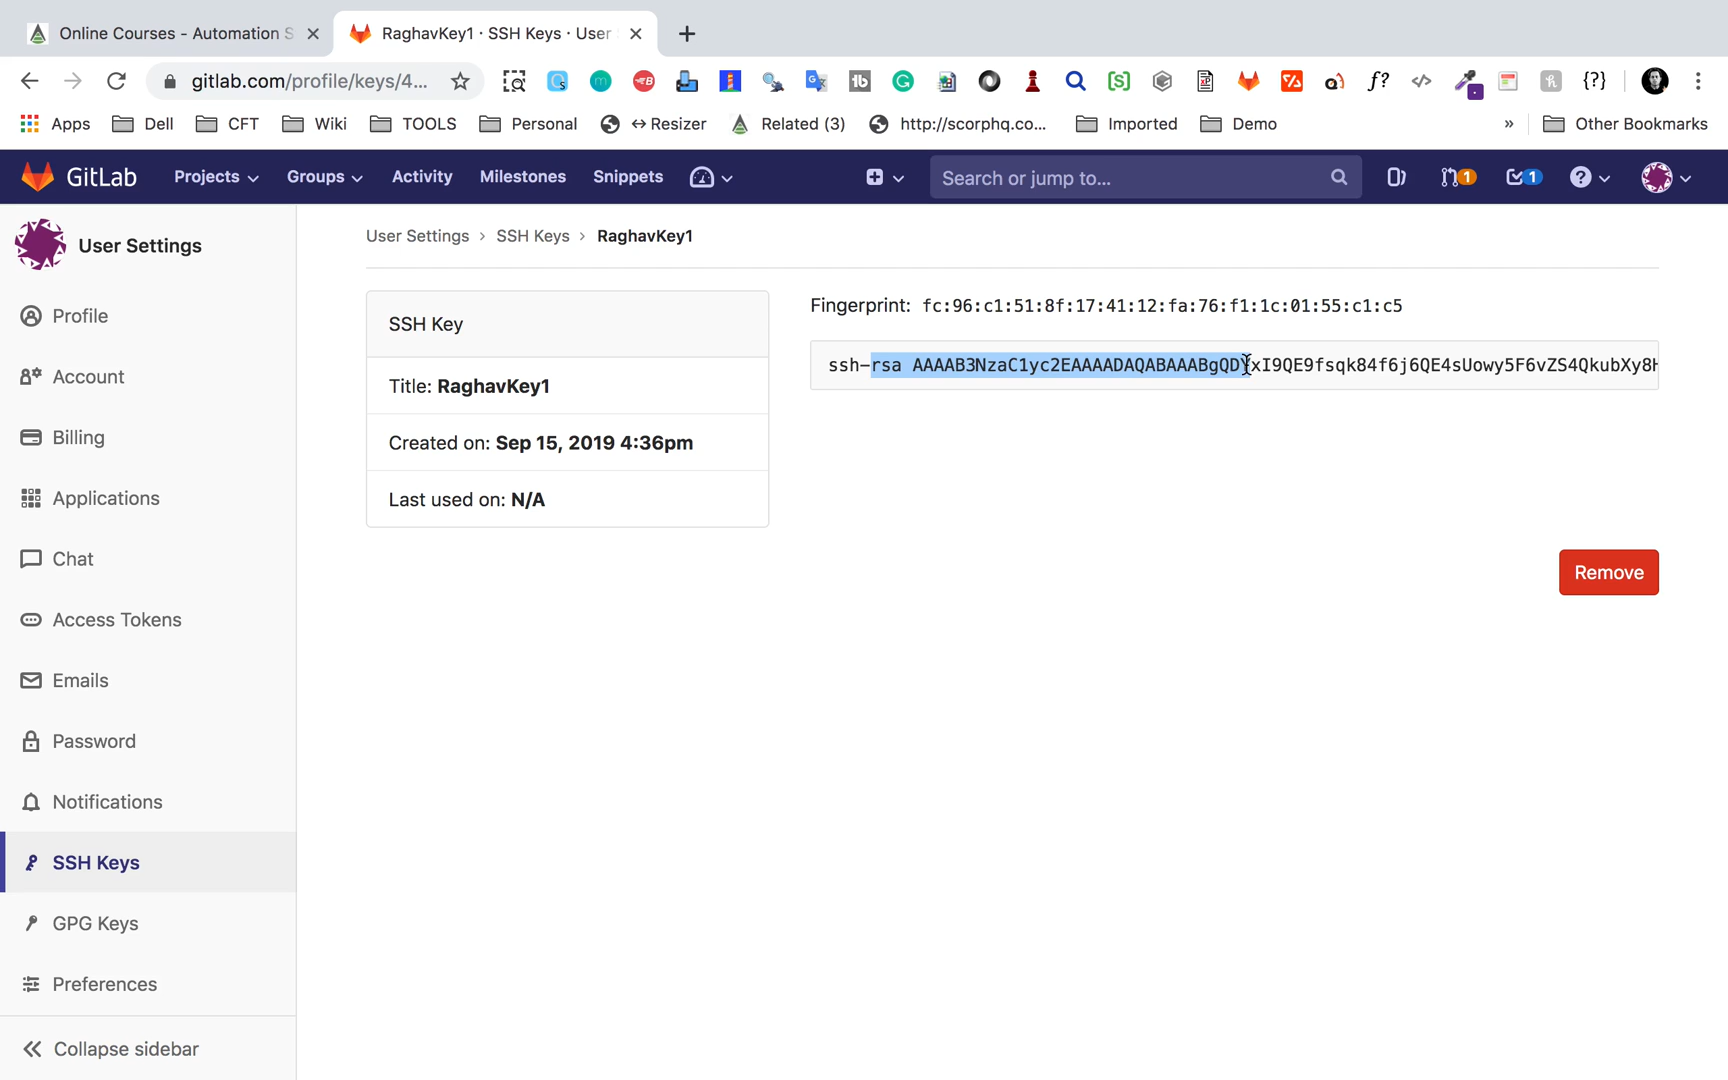 Online Courses - Automation S
RaghavKey1 · SSH Keys · User
gitlab.com/profile/keys/4...
Apps
Dell
CFT
Wiki
TOOLS
Personal
↔Resizer
Related (3)
http://scorphq.co...
Imported
Demo
»
Other Bookmarks
GitLab
Projects
Groups
Activity
Milestones
Snippets
Search or jump to...
1
1
User Settings
User Settings › SSH Keys › RaghavKey1
Profile
Account
Billing
Applications
Chat
Access Tokens
Emails
Password
Notifications
SSH Keys
GPG Keys
Preferences
Collapse sidebar
SSH Key
Title: RaghavKey1
Created on: Sep 15, 2019 4:36pm
Last used on: N/A
Fingerprint: fc:96:c1:51:8f:17:41:12:fa:76:f1:1c:01:55:c1:c5
ssh-rsa AAAAB3NzaC1yc2EAAAADAQABAAABgQDYxI9QE9fsqk84f6j6QE4sUowy5F6vZS4QkubXy8H
Remove